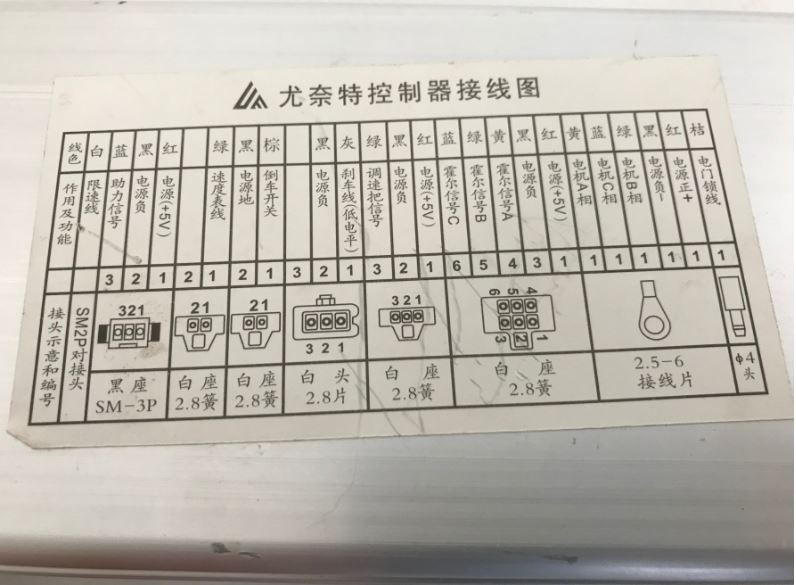 尤奈特控制器接线图
线色 白 蓝 黑 红 绿 黑 棕 黑 灰 绿 黑 红 蓝 绿 黄 黑 红 黄 蓝 绿 黑 红 桔
作用及功能 限速线 助力信号 电源负 电源(+5V) 速度表线 电源地 倒车开关 电源负 刹车线(低电平) 调速把信号 电源负 电源(+5V) 霍尔信号C 霍尔信号B 霍尔信号A 电源负 电源(+5V) 电机A相 电机C相 电机B相 电源负- 电源正+ 电门锁线
3 2 1 2 1 2 1 3 2 1 3 2 1 6 5 4 3 1 1 1 1 1 1 1
接头示意和编号 SM2P对接头
321 21 21 321 654
321 321
黑座 白座 白座 白头 白座 白座 2.5-6 φ4
SM-3P 2.8簧 2.8簧 2.8片 2.8簧 2.8簧 接线片 头